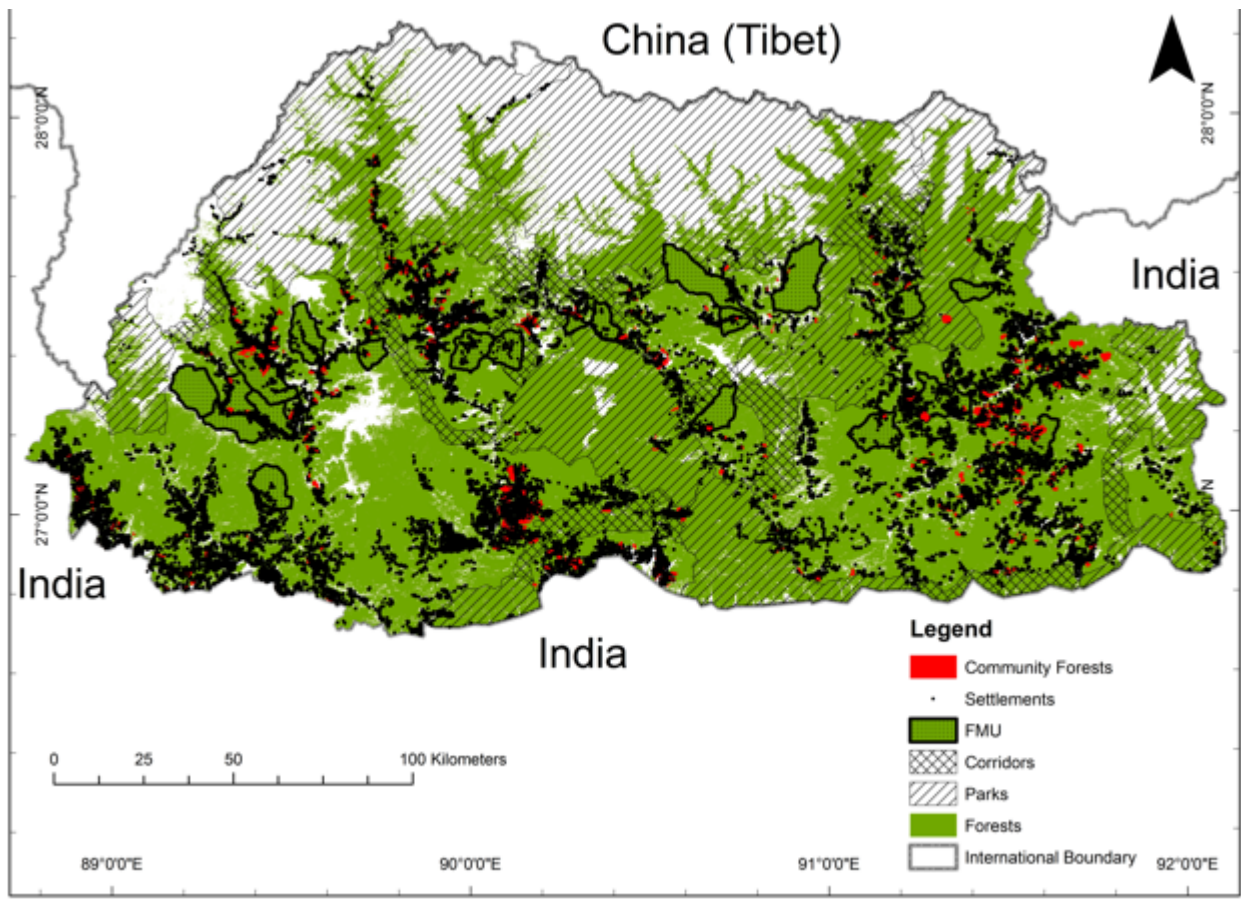 China (Tibet)
28°0'0"N
28°0'0"N
India
27°0'0"N
0"N
India
India
Legend
Community Forests
Settlements
FMU
Corridors
Parks
Forests
International Boundary
0 25 50 100 Kilometers
89°0'0"E 90°0'0"E 91°0'0"E 92°0'0"E